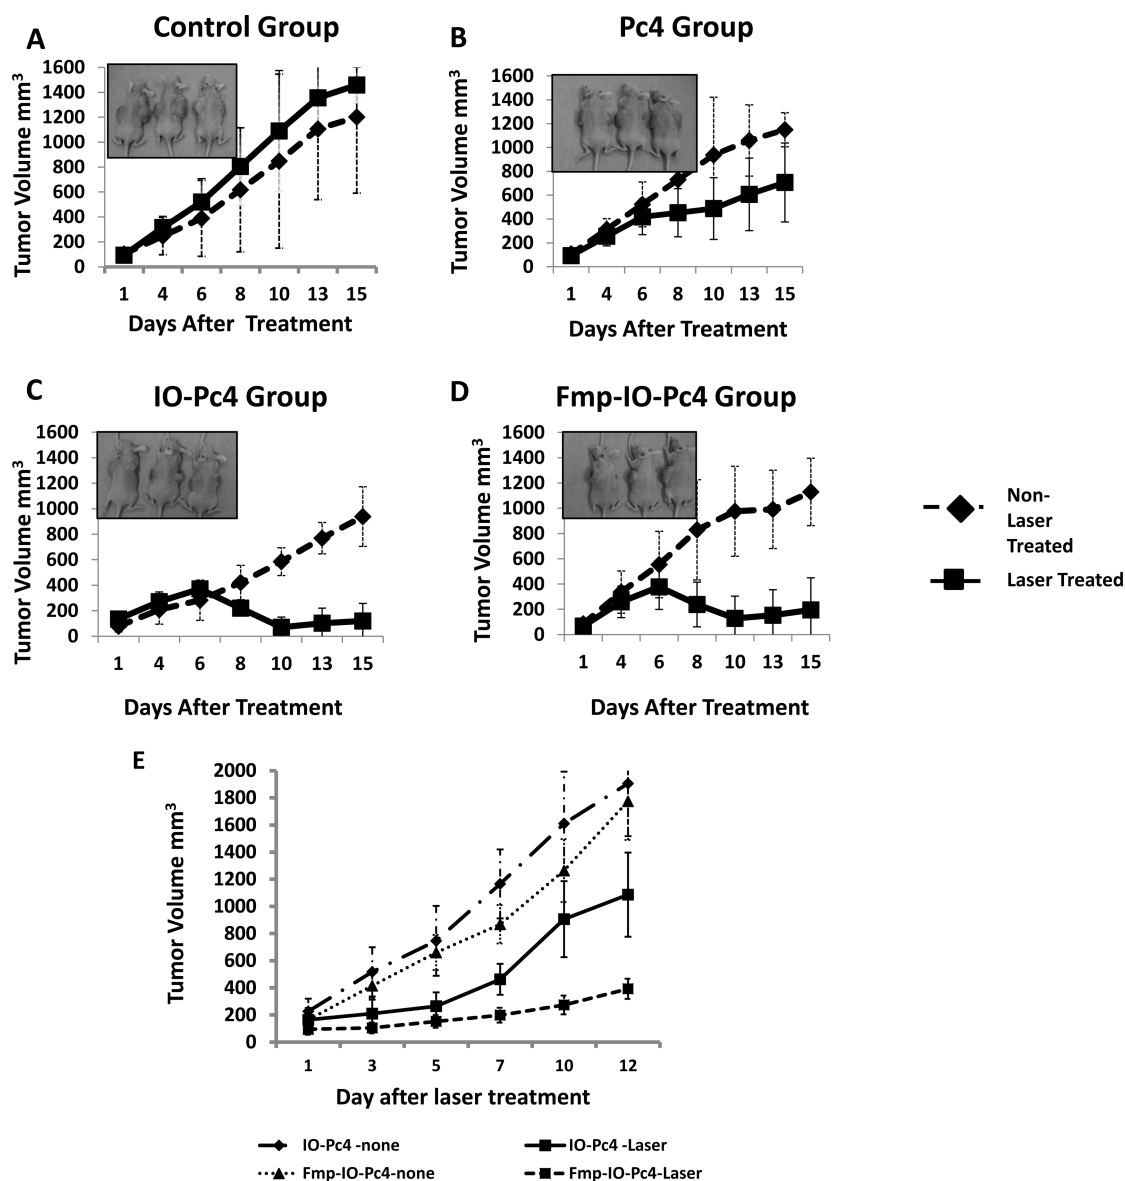 A
Control Group
Tumor Volume mm³
1600
1400
1200
1000
800
600
400
200
0
1 4 6 8 10 13 15
Days After Treatment
B
Pc4 Group
Tumor Volume mm³
1600
1400
1200
1000
800
600
400
200
0
1 4 6 8 10 13 15
Days After Treatment
C
IO-Pc4 Group
Tumor Volume mm³
1600
1400
1200
1000
800
600
400
200
0
1 4 6 8 10 13 15
Days After Treatment
D
Fmp-IO-Pc4 Group
Tumor Volume mm³
1600
1400
1200
1000
800
600
400
200
0
1 4 6 8 10 13 15
Days After Treatment
Non-
Laser
Treated
Laser Treated
E
Tumor Volume mm³
2000
1800
1600
1400
1200
1000
800
600
400
200
0
1 3 5 7 10 12
Day after laser treatment
IO-Pc4 -none
IO-Pc4 -Laser
Fmp-IO-Pc4-none
Fmp-IO-Pc4-Laser